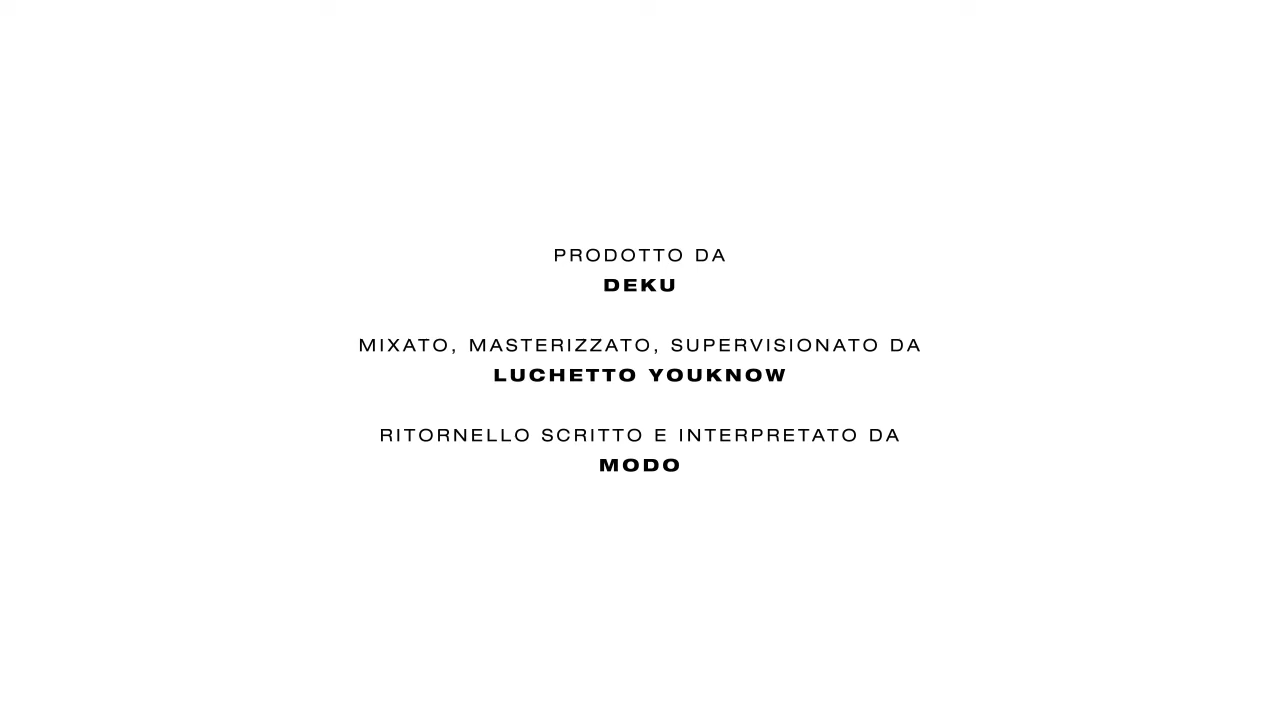 PRODOTTO DA
DEKU
MIXATO, MASTERIZZATO, SUPERVISIONATO DA
LUCHETTO YOUKNOW
RITORNELLO SCRITTO E INTERPRETATO DA
MODO